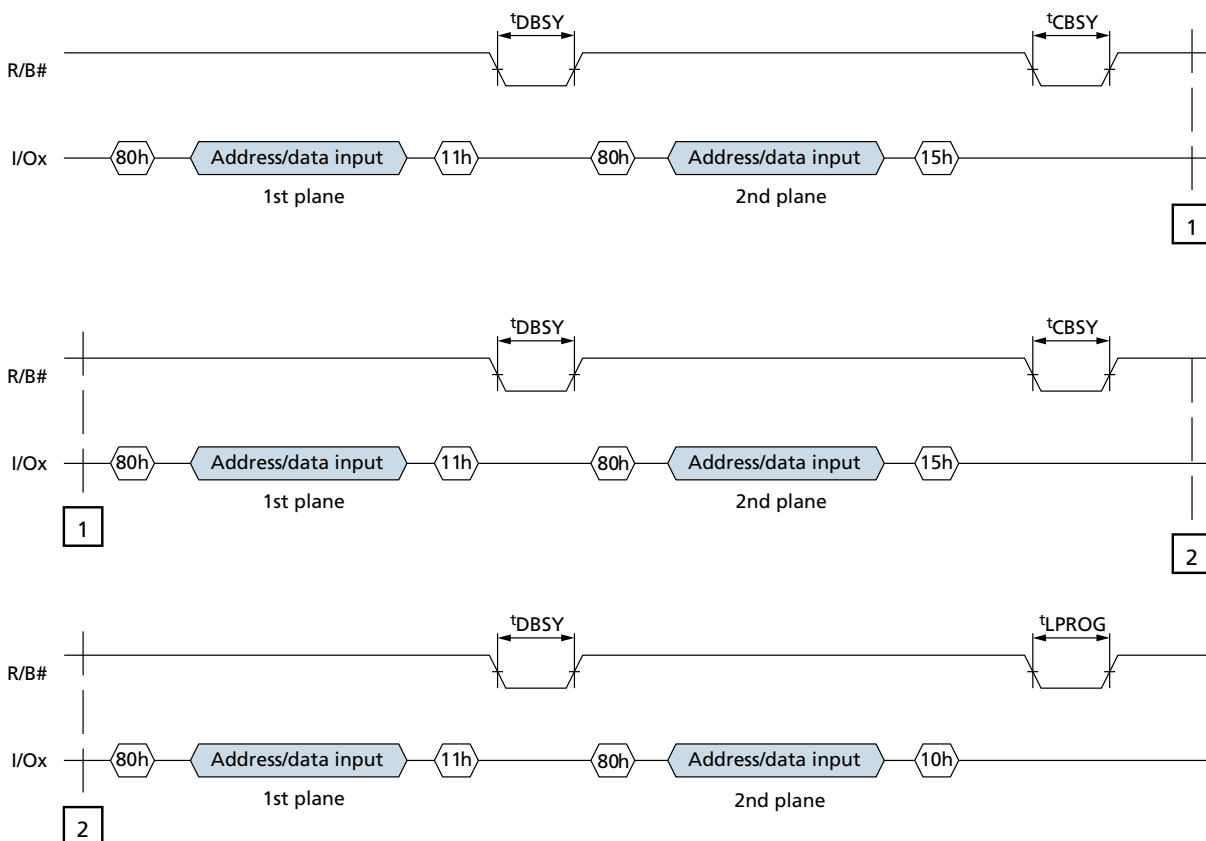 tDBSY tCBSY
R/B#
I/Ox 80h Address/data input 11h 80h Address/data input 15h
1st plane 2nd plane
1
tDBSY tCBSY
R/B#
I/Ox 80h Address/data input 11h 80h Address/data input 15h
1st plane 2nd plane
1
2
tDBSY tLPROG
R/B#
I/Ox 80h Address/data input 11h 80h Address/data input 10h
1st plane 2nd plane
2